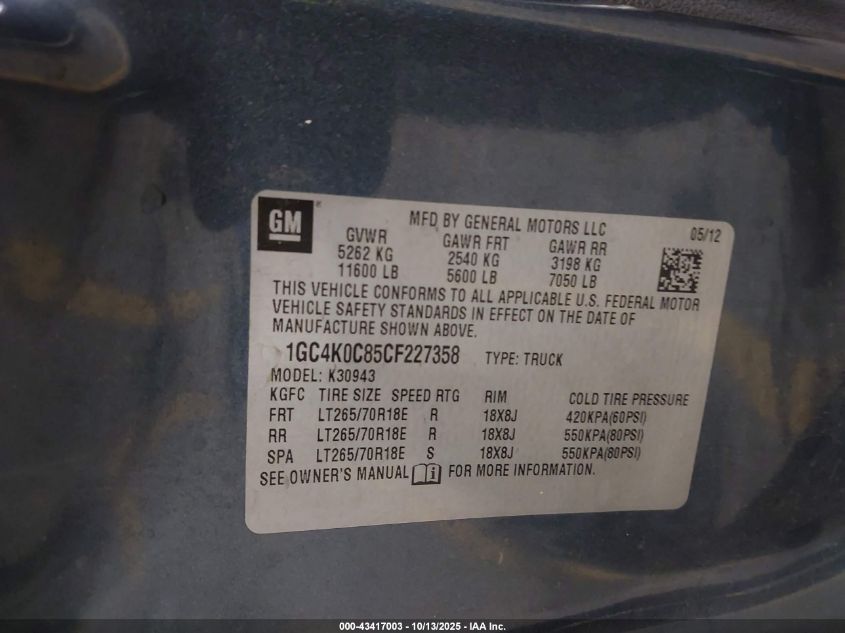 GM
MFD BY GENERAL MOTORS LLC 05/12
GVWR GAWR FRT GAWR RR
5262 KG 2540 KG 3198 KG
11600 LB 5600 LB 7050 LB
THIS VEHICLE CONFORMS TO ALL APPLICABLE U.S. FEDERAL MOTOR
VEHICLE SAFETY STANDARDS IN EFFECT ON THE DATE OF
MANUFACTURE SHOWN ABOVE.
1GC4K0C85CF227358 TYPE: TRUCK
MODEL: K30943
KGFC TIRE SIZE SPEED RTG RIM COLD TIRE PRESSURE
FRT LT265/70R18E R 18X8J 420KPA(60PSI)
RR LT265/70R18E R 18X8J 550KPA(80PSI)
SPA LT265/70R18E S 18X8J 550KPA(80PSI)
SEE OWNER'S MANUAL FOR MORE INFORMATION.
000-43417003 - 10/13/2025 - IAA Inc.